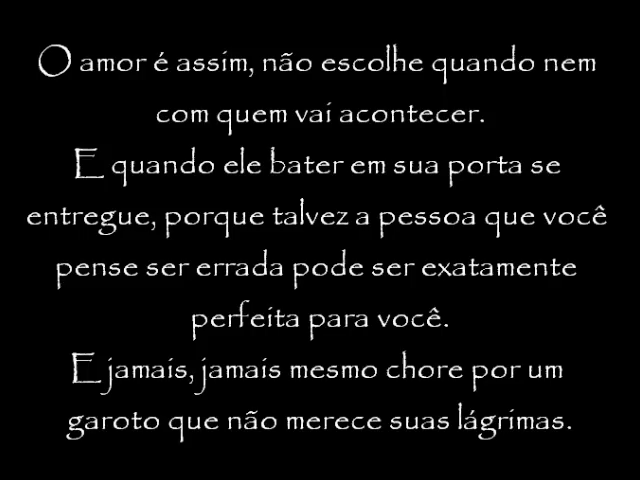 O amor é assim, não escolhe quando nem
com quem vai acontecer.
E quando ele bater em sua porta se
entregue, porque talvez a pessoa que você
pense ser errada pode ser exatamente
perfeita para você.
E jamais, jamais mesmo chore por um
garoto que não merece suas lágrimas.